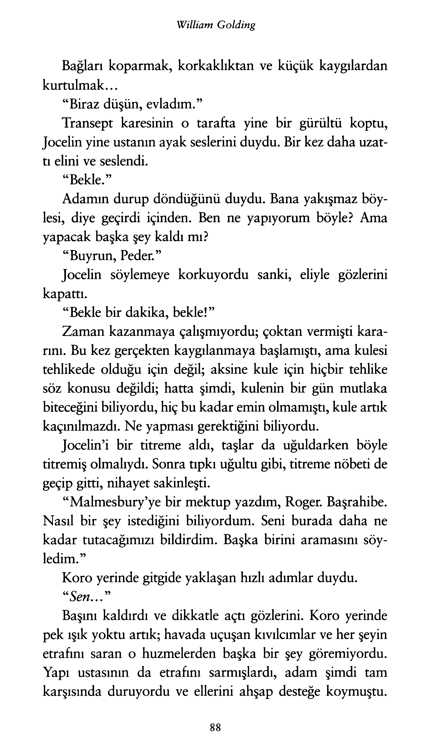 William Golding
Bağları koparmak, korkaklıktan ve küçük kaygılardan
kurtulmak...
“Biraz düşün, evladım.”
Transept karesinin o tarafta yine bir gürültü koptu,
Jocelin yine ustanın ayak seslerini duydu. Bir kez daha uzat-
tı elini ve seslendi.
“Bekle.”
Adamın durup döndüğünü duydu. Bana yakışmaz böy-
lesi, diye geçirdi içinden. Ben ne yapıyorum böyle? Ama
yapacak başka şey kaldı mı?
“Buyrun, Peder.”
Jocelin söylemeye korkuyordu sanki, eliyle gözlerini
kapattı.
“Bekle bir dakika, bekle!”
Zaman kazanmaya çalışmıyordu; çoktan vermişti kara-
rını. Bu kez gerçekten kaygılanmaya başlamıştı, ama kulesi
tehlikede olduğu için değil; aksine kule için hiçbir tehlike
söz konusu değildi; hatta şimdi, kulenin bir gün mutlaka
biteceğini biliyordu, hiç bu kadar emin olmamıştı, kule artık
kaçınılmazdı. Ne yapması gerektiğini biliyordu.
Jocelin’i bir titreme aldı, taşlar da uğuldarken böyle
titremiş olmalıydı. Sonra tıpkı uğultu gibi, titreme nöbeti de
geçip gitti, nihayet sakinleşti.
“Malmesbury’ye bir mektup yazdım, Roger. Başrahibe.
Nasıl bir şey istediğini biliyordum. Seni burada daha ne
kadar tutacağımızı bildirdim. Başka birini aramasını söy-
ledim.”
Koro yerinde gitgide yaklaşan hızlı adımlar duydu.
“Sen...”
Başını kaldırdı ve dikkatle açtı gözlerini. Koro yerinde
pek ışık yoktu artık; havada uçuşan kıvılcımlar ve her şeyin
etrafını saran o huzmelerden başka bir şey göremiyordu.
Yapı ustasının da etrafını sarmışlardı, adam şimdi tam
karşısında duruyordu ve ellerini ahşap desteğe koymuştu.
88